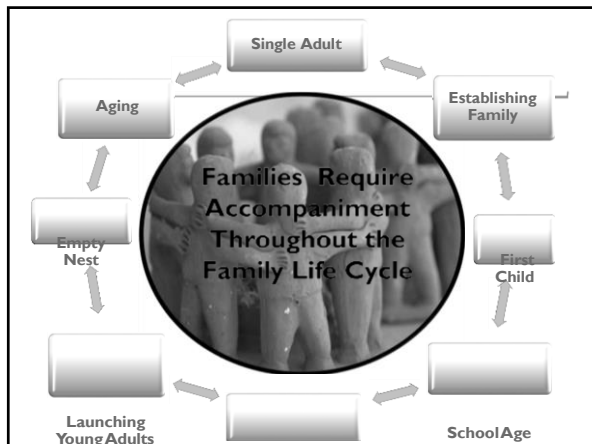 Single Adult
Establishing
Family
First
Child
School Age
Launching
Young Adults
Empty
Nest
Aging
Families Require
Accompaniment
Throughout the
Family Life Cycle